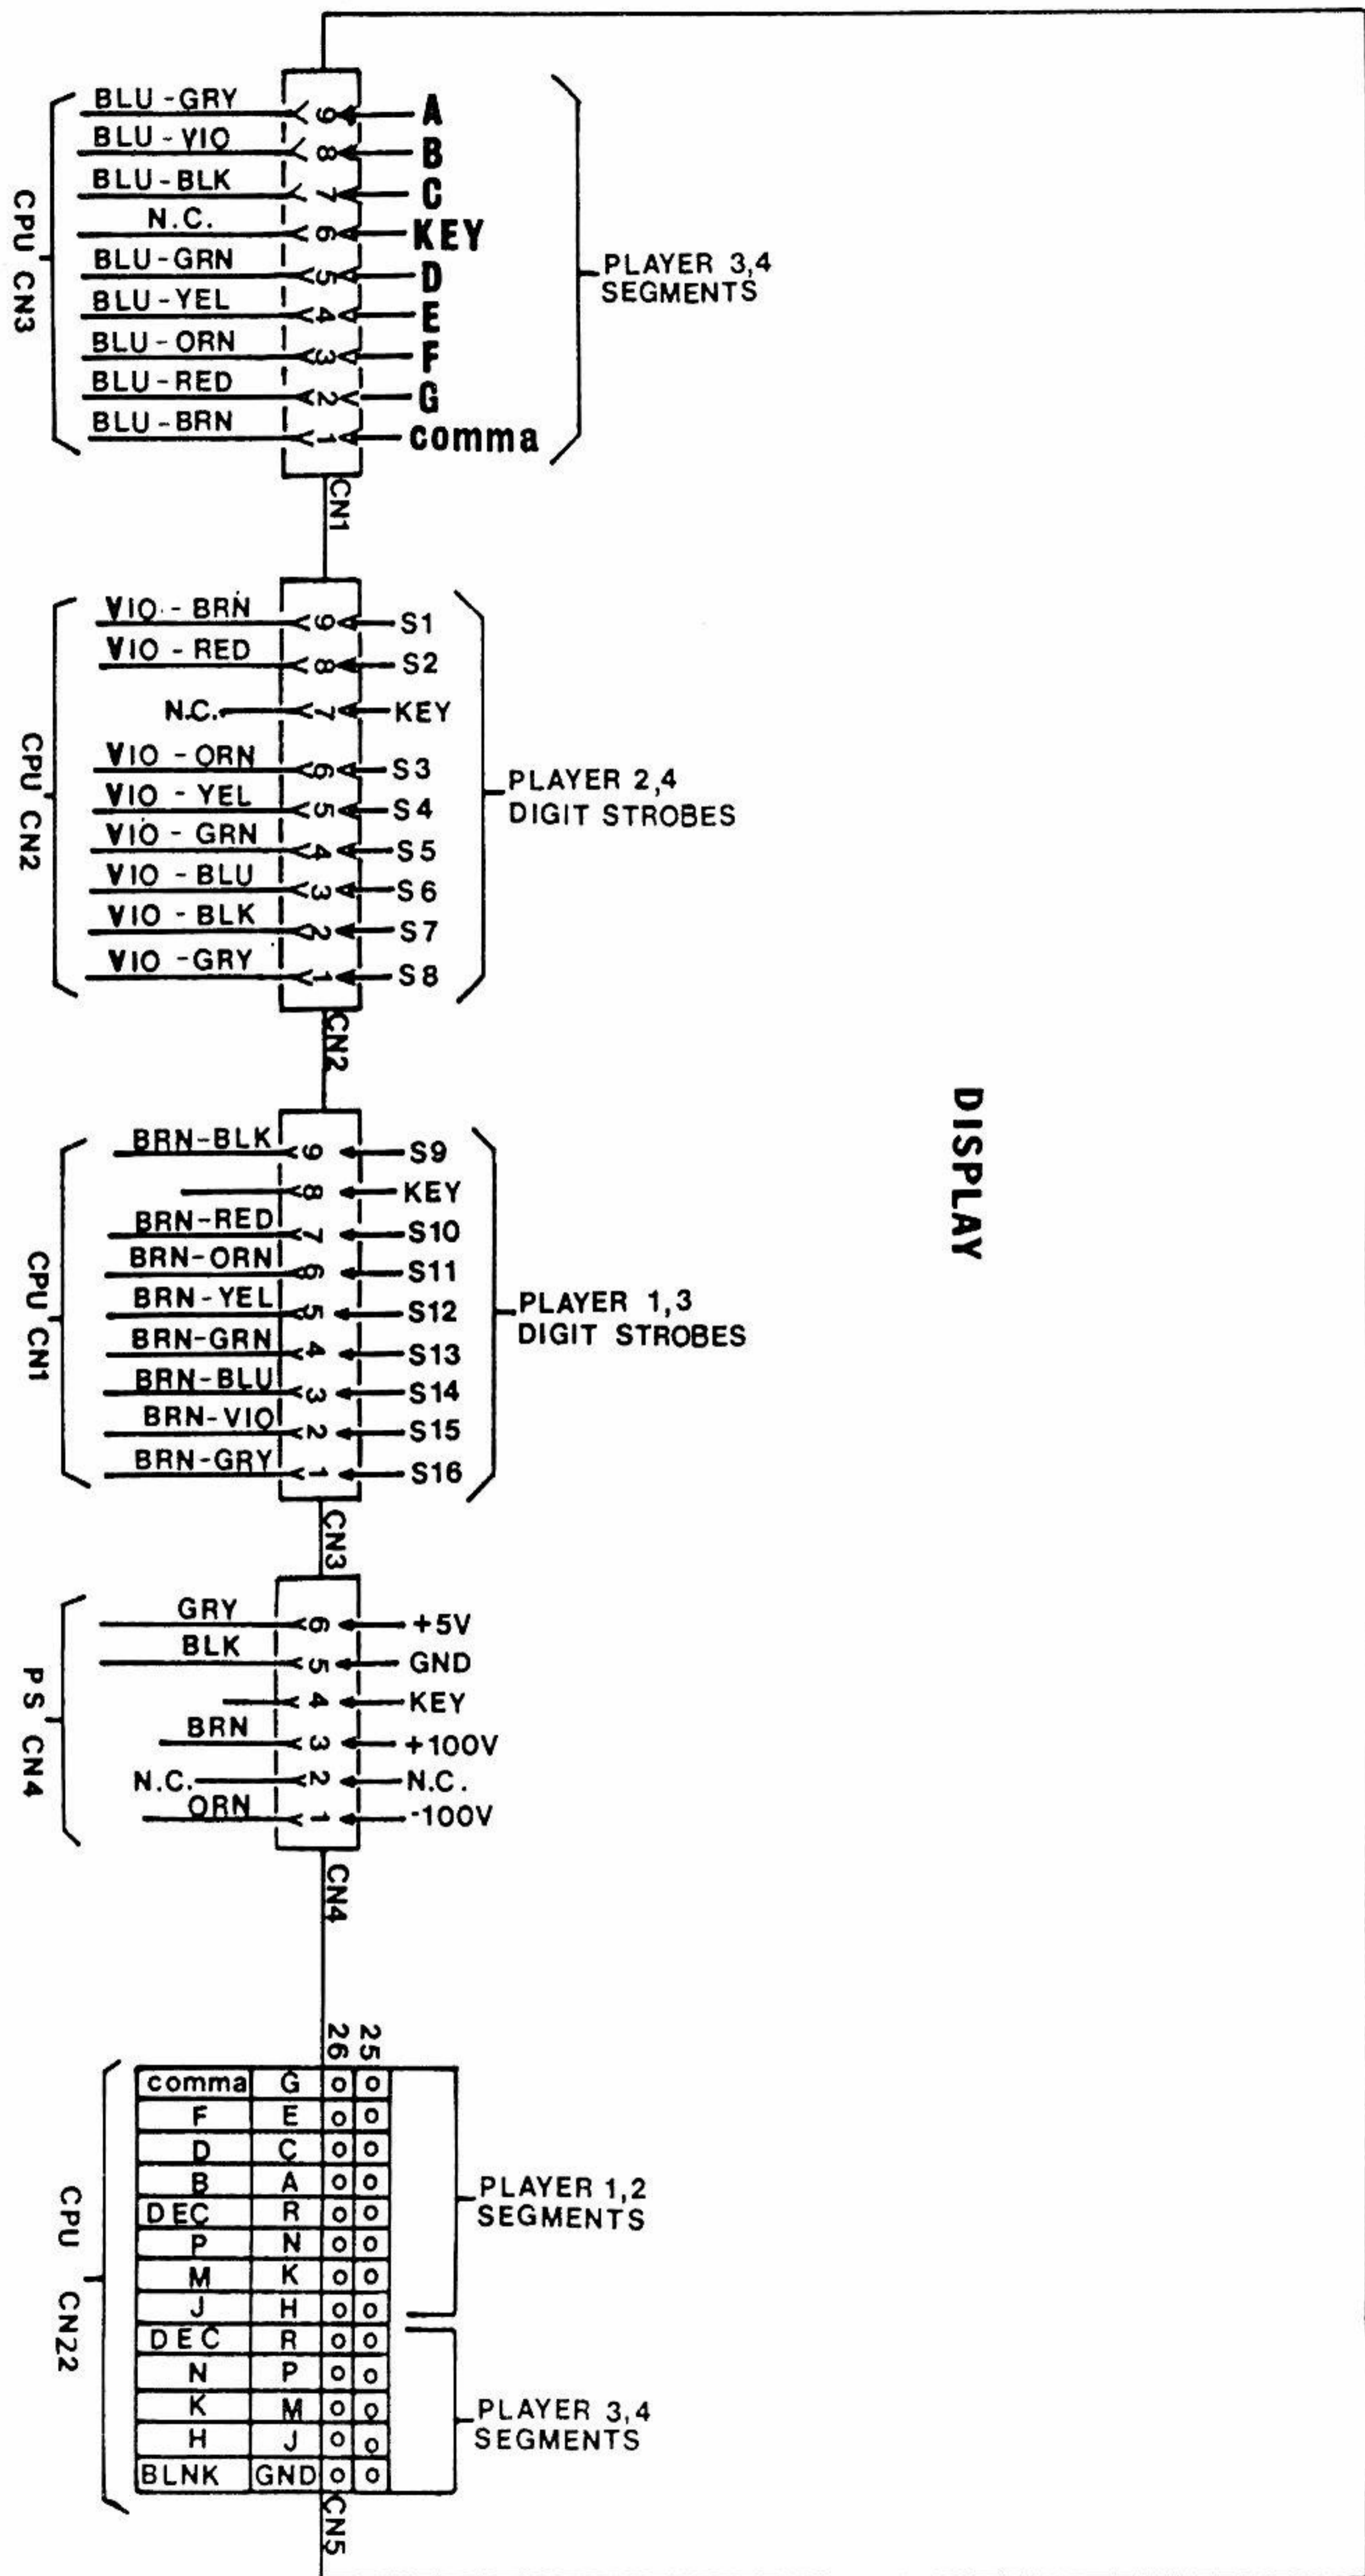 BLU-GRY 9 A
BLU-VIO 8 B
BLU-BLK 7 C
N.C. 6 KEY
BLU-GRN 5 D
BLU-YEL 4 E
BLU-ORN 3 F
BLU-RED 2 G
BLU-BRN 1 comma
CPU CN3
PLAYER 3,4
SEGMENTS
CN1
VIO-BRN 9 S1
VIO-RED 8 S2
N.C. 7 KEY
VIO-ORN 6 S3
VIO-YEL 5 S4
VIO-GRN 4 S5
VIO-BLU 3 S6
VIO-BLK 2 S7
VIO-GRY 1 S8
CPU CN2
PLAYER 2,4
DIGIT STROBES
CN2
DISPLAY
BRN-BLK 9 S9
8 KEY
BRN-RED 7 S10
BRN-ORN 6 S11
BRN-YEL 5 S12
BRN-GRN 4 S13
BRN-BLU 3 S14
BRN-VIO 2 S15
BRN-GRY 1 S16
CPU CN1
PLAYER 1,3
DIGIT STROBES
CN3
GRY 6 +5V
BLK 5 GND
4 KEY
BRN 3 +100V
N.C. 2 N.C.
ORN 1 -100V
PS CN4
CN4
26 25
comma G
F E
D C
B A
DEC R
P N
M K
J H
DEC R
N P
K M
H J
BLNK GND
CPU CN22
PLAYER 1,2
SEGMENTS
PLAYER 3,4
SEGMENTS
CN5